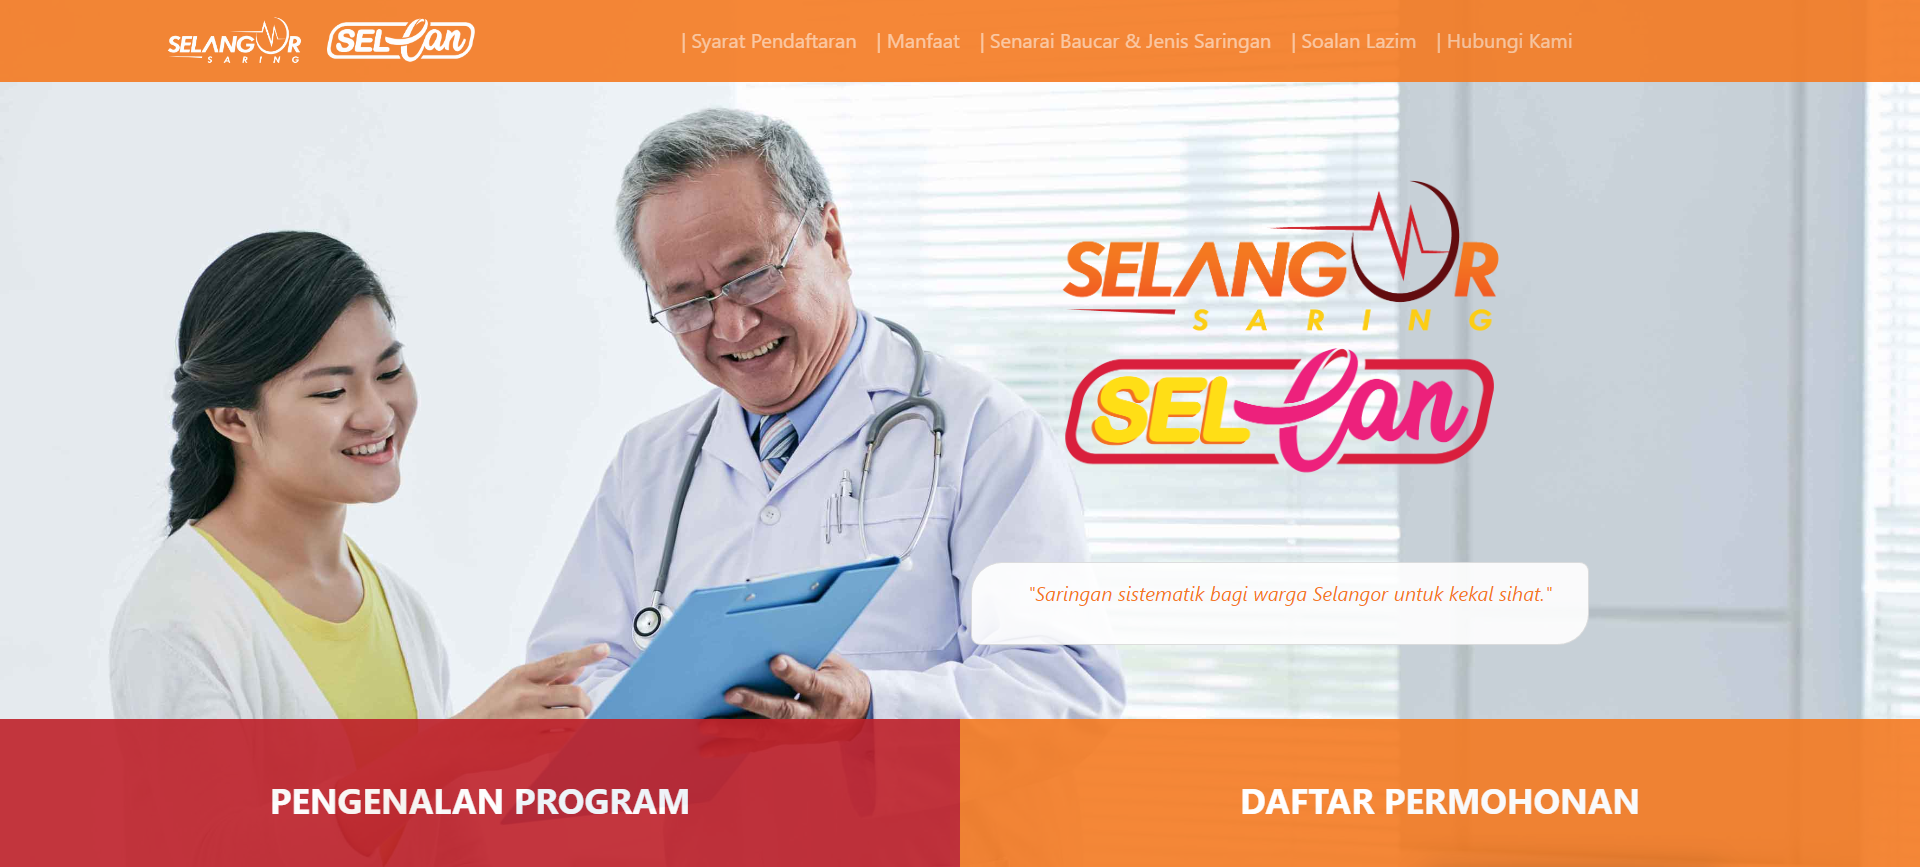 SELANGOR
SARING
SEL Can
| Syarat Pendaftaran | Manfaat | Senarai Baucar & Jenis Saringan | Soalan Lazim | Hubungi Kami
SELANGOR
SARING
SEL Can
"Saringan sistematik bagi warga Selangor untuk kekal sihat."
PENGENALAN PROGRAM
DAFTAR PERMOHONAN